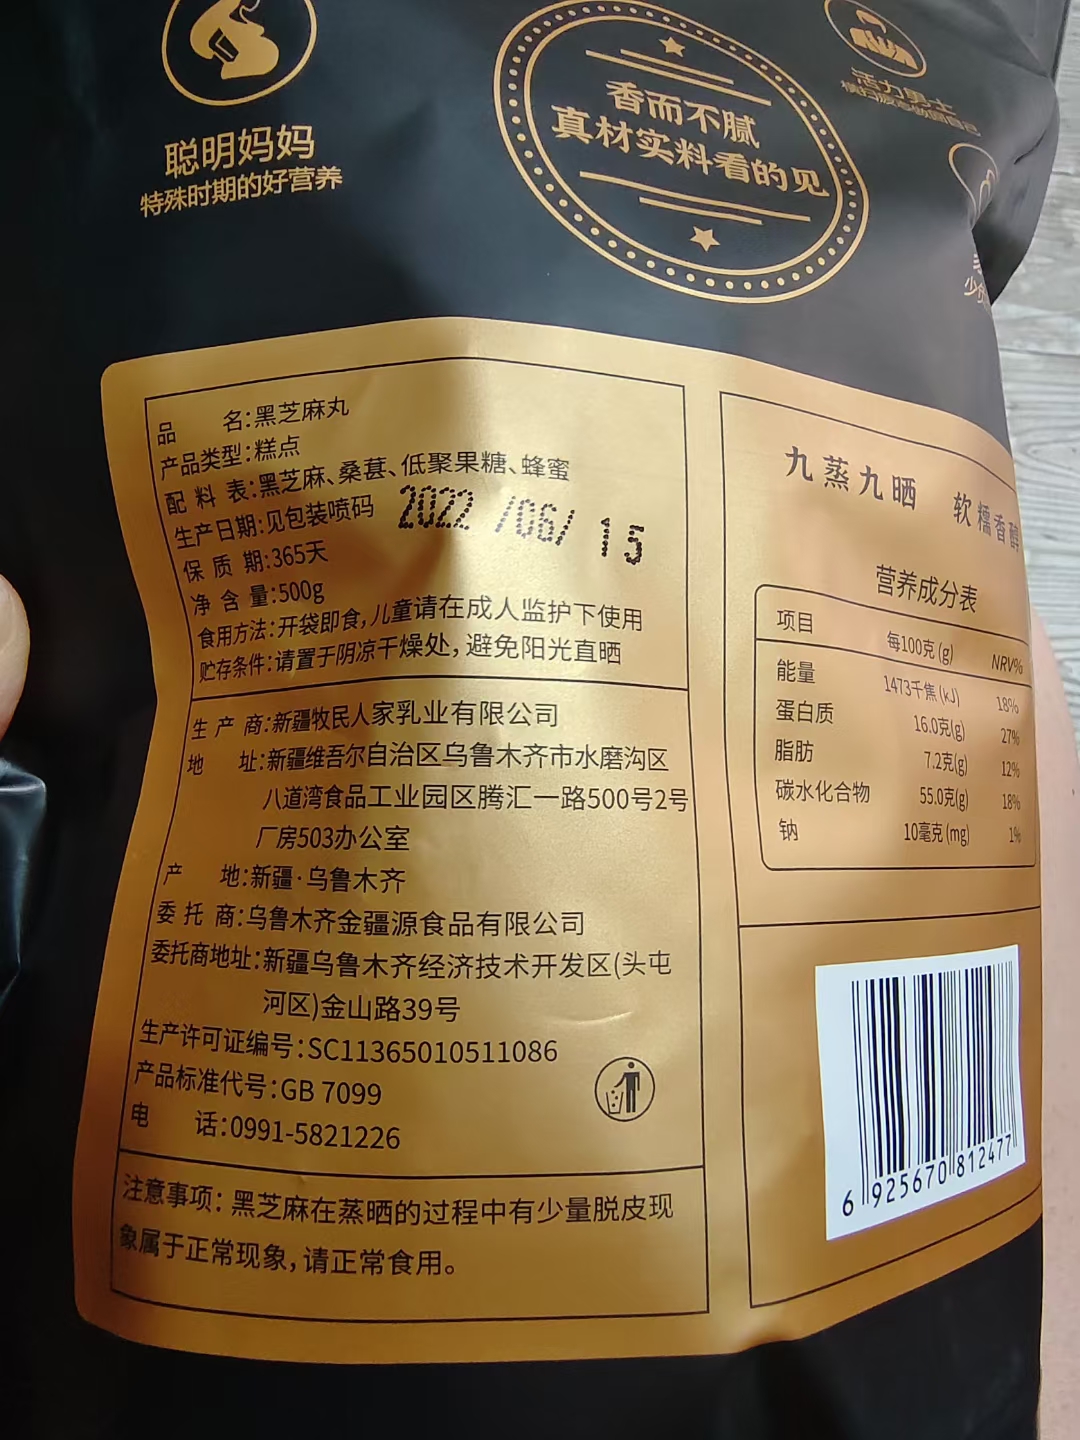 聪明妈妈
特殊时期的好营养
香而不腻
真材实料看的见
活力男士
品 名:黑芝麻丸
产品类型:糕点
配 料 表:黑芝麻、桑葚、低聚果糖、蜂蜜
生产日期:见包装喷码 2022/06/15
保 质 期:365天
净 含 量:500g
食用方法:开袋即食,儿童请在成人监护下使用
贮存条件:请置于阴凉干燥处,避免阳光直晒
生 产 商:新疆牧民人家乳业有限公司
地 址:新疆维吾尔自治区乌鲁木齐市水磨沟区
八道湾食品工业园区腾汇一路500号2号
厂房503办公室
产 地:新疆·乌鲁木齐
委 托 商:乌鲁木齐金疆源食品有限公司
委托商地址:新疆乌鲁木齐经济技术开发区(头屯
河区)金山路39号
生产许可证编号:SC11365010511086
产品标准代号:GB 7099
电 话:0991-5821226
注意事项: 黑芝麻在蒸晒的过程中有少量脱皮现
象属于正常现象,请正常食用。
九蒸九晒 软糯香醇
营养成分表
项目 每100克(g) NRV%
能量 1473千焦(kJ) 18%
蛋白质 16.0克(g) 27%
脂肪 7.2克(g) 12%
碳水化合物 55.0克(g) 18%
钠 10毫克(mg) 1%
6 925670 812477